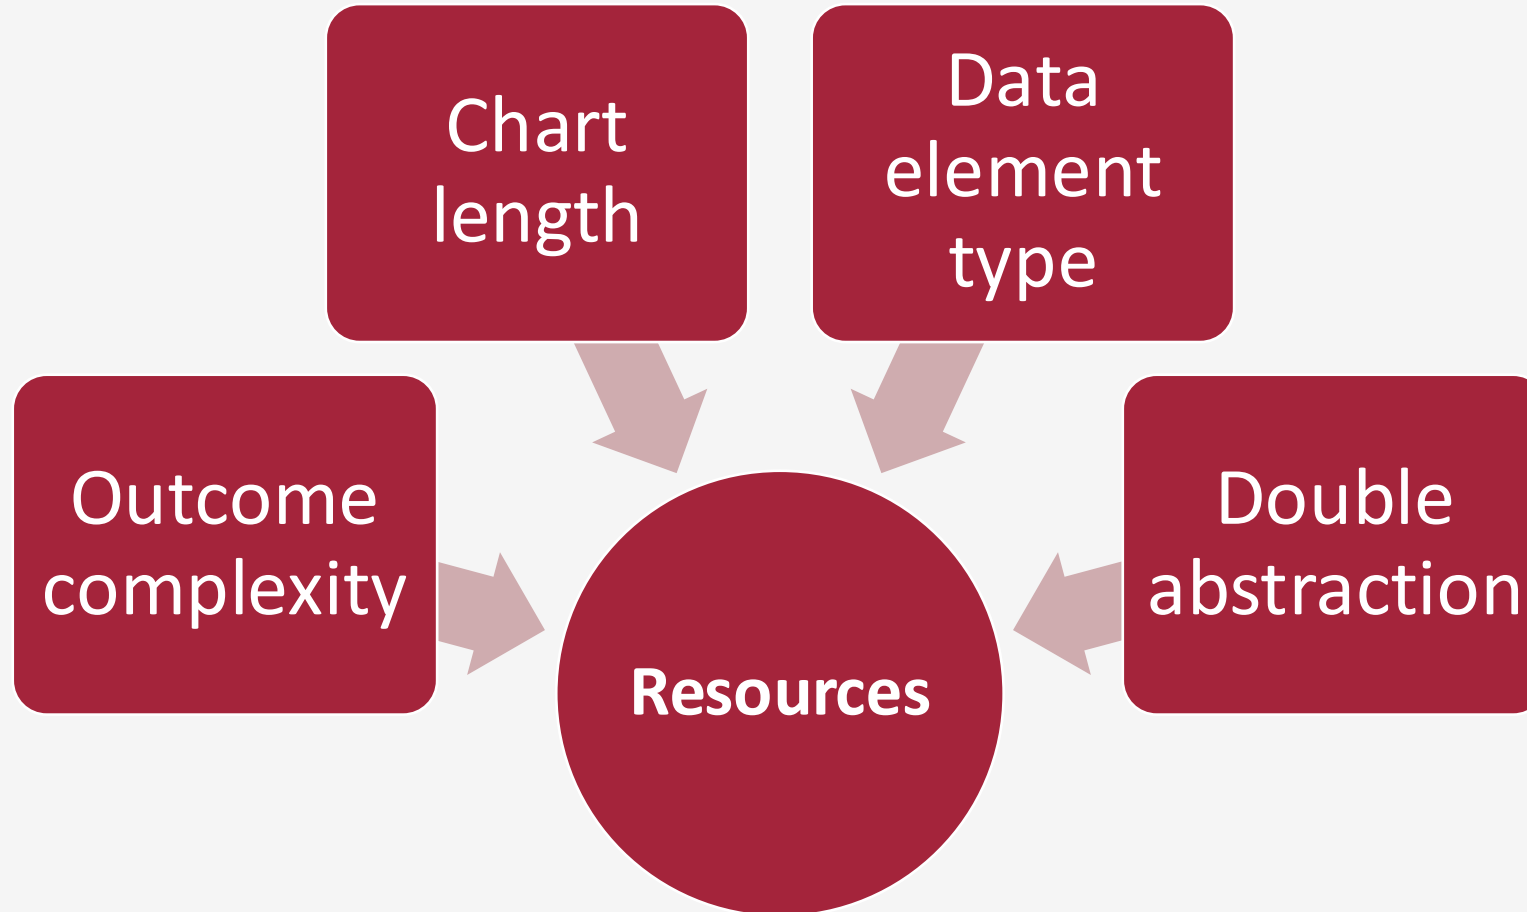 Chart
length
Data
element
type
Outcome
complexity
Double
abstraction
Resources